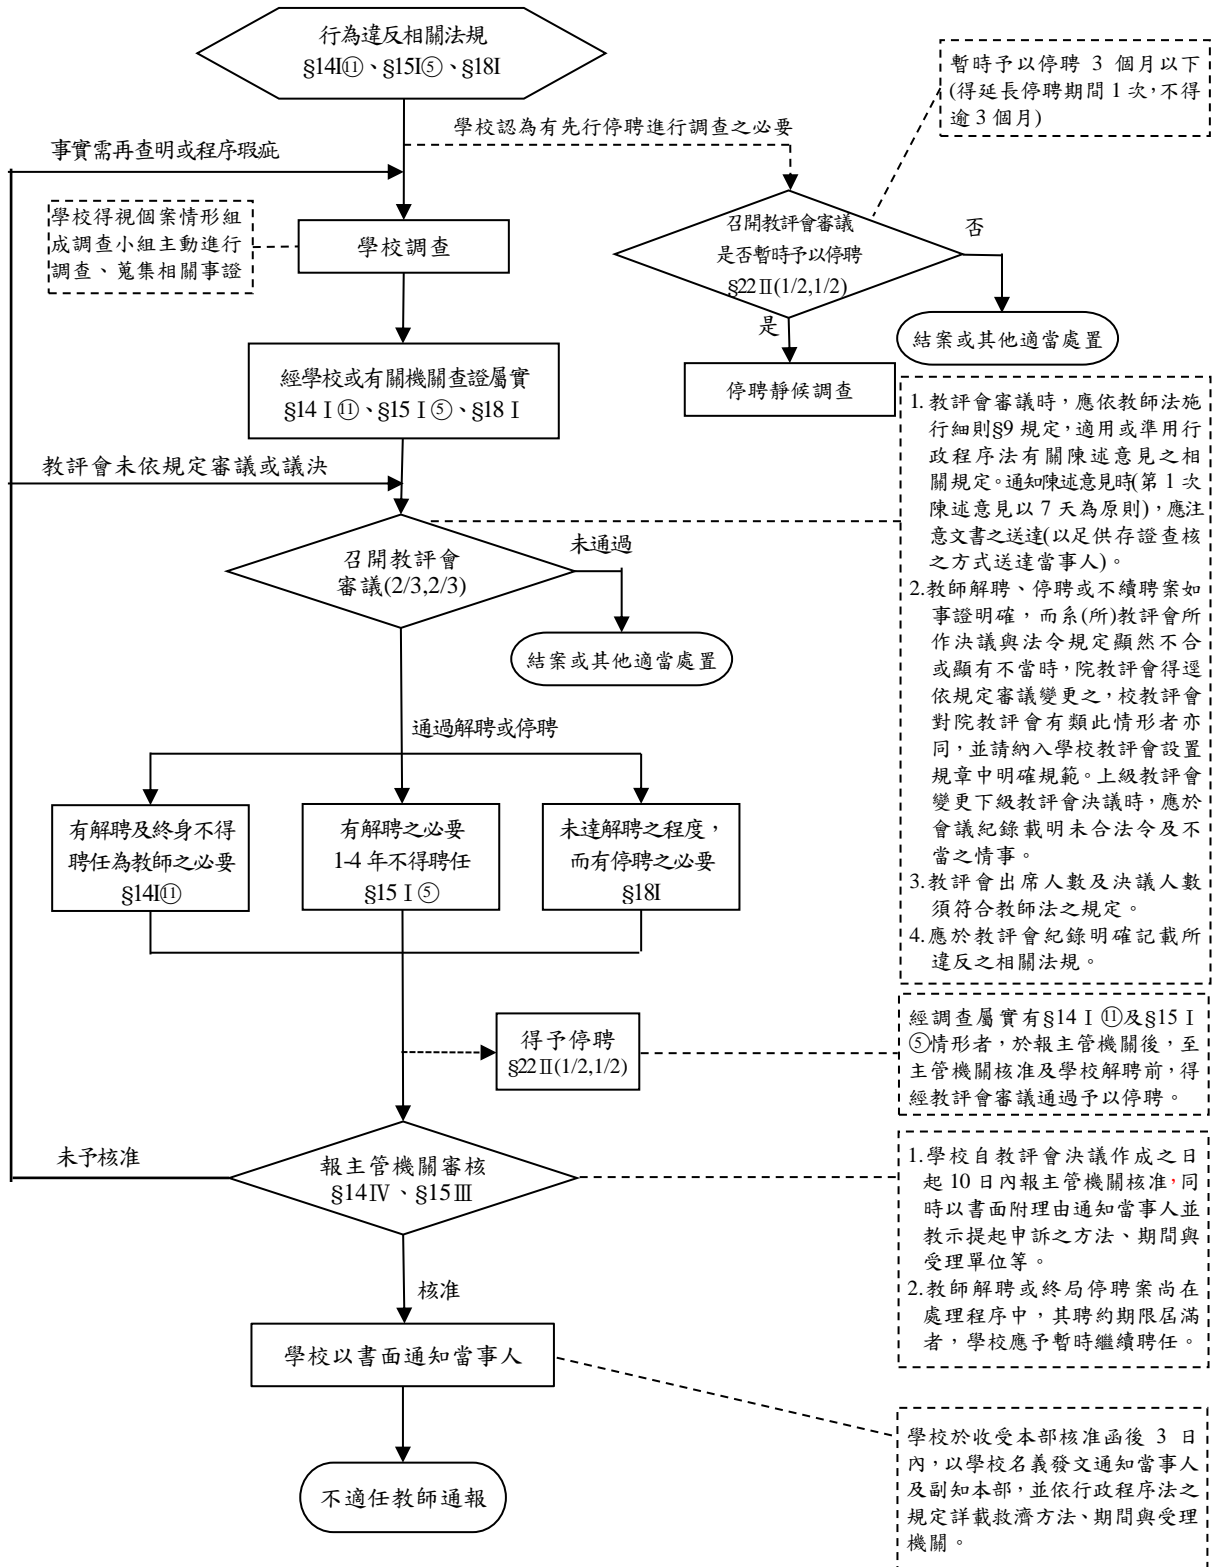 行為違反相關法規
§14I⑪、§15I⑤、§18I
暫時予以停聘 3 個月以下
(得延長停聘期間 1 次,不得
逾 3 個月)
學校認為有先行停聘進行調查之必要
事實需再查明或程序瑕疵
學校得視個案情形組
成調查小組主動進行
調查、蒐集相關事證
學校調查
召開教評會審議
是否暫時予以停聘
§22Ⅱ(1/2,1/2)
否
是
結案或其他適當處置
停聘靜候調查
經學校或有關機關查證屬實
§14 I ⑪、§15 I ⑤、§18 I
教評會未依規定審議或議決
召開教評會
審議(2/3,2/3)
未通過
結案或其他適當處置
1. 教評會審議時，應依教師法施
行細則§9 規定，適用或準用行
政程序法有關陳述意見之相
關規定。通知陳述意見時(第 1 次
陳述意見以 7 天為原則)，應注
意文書之送達(以足供存證查核
之方式送達當事人)。
2.教師解聘、停聘或不續聘案如
事證明確，而系(所)教評會所
作決議與法令規定顯然不合
或顯有不當時，院教評會得逕
依規定審議變更之，校教評會
對院教評會有類此情形者亦
同，並請納入學校教評會設置
規章中明確規範。上級教評會
變更下級教評會決議時，應於
會議紀錄載明未合法令及不
當之情事。
3.教評會出席人數及決議人數
須符合教師法之規定。
4.應於教評會紀錄明確記載所
違反之相關法規。
通過解聘或停聘
有解聘及終身不得
聘任為教師之必要
§14I⑪
有解聘之必要
1-4 年不得聘任
§15 I ⑤
未達解聘之程度，
而有停聘之必要
§18I
得予停聘
§22Ⅱ(1/2,1/2)
經調查屬實有§14 I ⑪及§15 I
⑤情形者，於報主管機關後，至
主管機關核准及學校解聘前，得
經教評會審議通過予以停聘。
未予核准
報主管機關審核
§14IV、§15Ⅲ
1.學校自教評會決議作成之日
起 10 日內報主管機關核准，同
時以書面附理由通知當事人並
教示提起申訴之方法、期間與
受理單位等。
2.教師解聘或終局停聘案尚在
處理程序中，其聘約期限屆滿
者，學校應予暫時繼續聘任。
核准
學校以書面通知當事人
學校於收受本部核准函後 3 日
內，以學校名義發文通知當事人
及副知本部，並依行政程序法之
規定詳載救濟方法、期間與受理
機關。
不適任教師通報